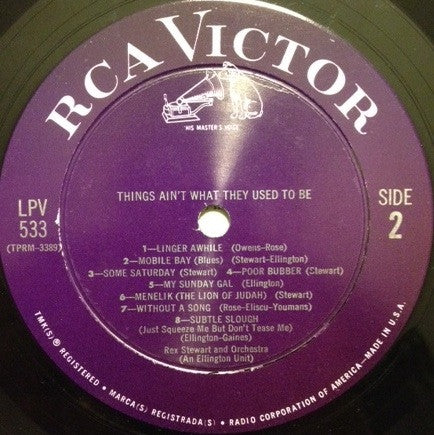 RCA VICTOR
"HIS MASTER'S VOICE"
THINGS AIN'T WHAT THEY USED TO BE
LPV
533
(TPRM-3389)
SIDE
2
1—LINGER AWHILE (Owens-Rose)
2—MOBILE BAY (Blues) (Stewart-Ellington)
3—SOME SATURDAY (Stewart) 4—POOR BUBBER (Stewart)
5—MY SUNDAY GAL (Ellington)
6—MENELIK (THE LION OF JUDAH) (Stewart)
7—WITHOUT A SONG (Rose-Eliscu-Youmans)
8—SUBTLE SLOUGH
(Just Squeeze Me But Don't Tease Me)
(Ellington-Gaines)
Rex Stewart and Orchestra
(An Ellington Unit)
TMK(S) ® REGISTERED • MARCA(S) REGISTRADA(S) • RADIO CORPORATION OF AMERICA—MADE IN U.S.A.